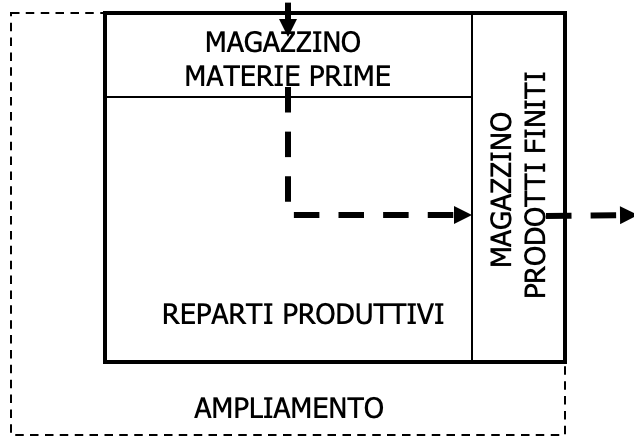 MAGAZZINO
MATERIE PRIME
MAGAZZINO
PRODOTTI FINITI
REPARTI PRODUTTIVI
AMPLIAMENTO